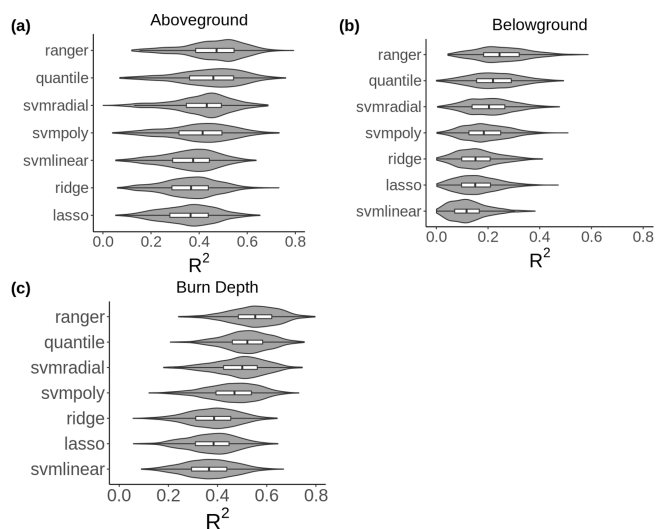 (a)
Aboveground
ranger
quantile
svmradial
svmpoly
svmlinear
ridge
lasso
0.0 0.2 0.4 0.6 0.8
R²
(b)
Belowground
ranger
quantile
svmradial
svmpoly
ridge
lasso
svmlinear
0.0 0.2 0.4 0.6 0.8
R²
(c)
Burn Depth
ranger
quantile
svmradial
svmpoly
ridge
lasso
svmlinear
0.0 0.2 0.4 0.6 0.8
R²